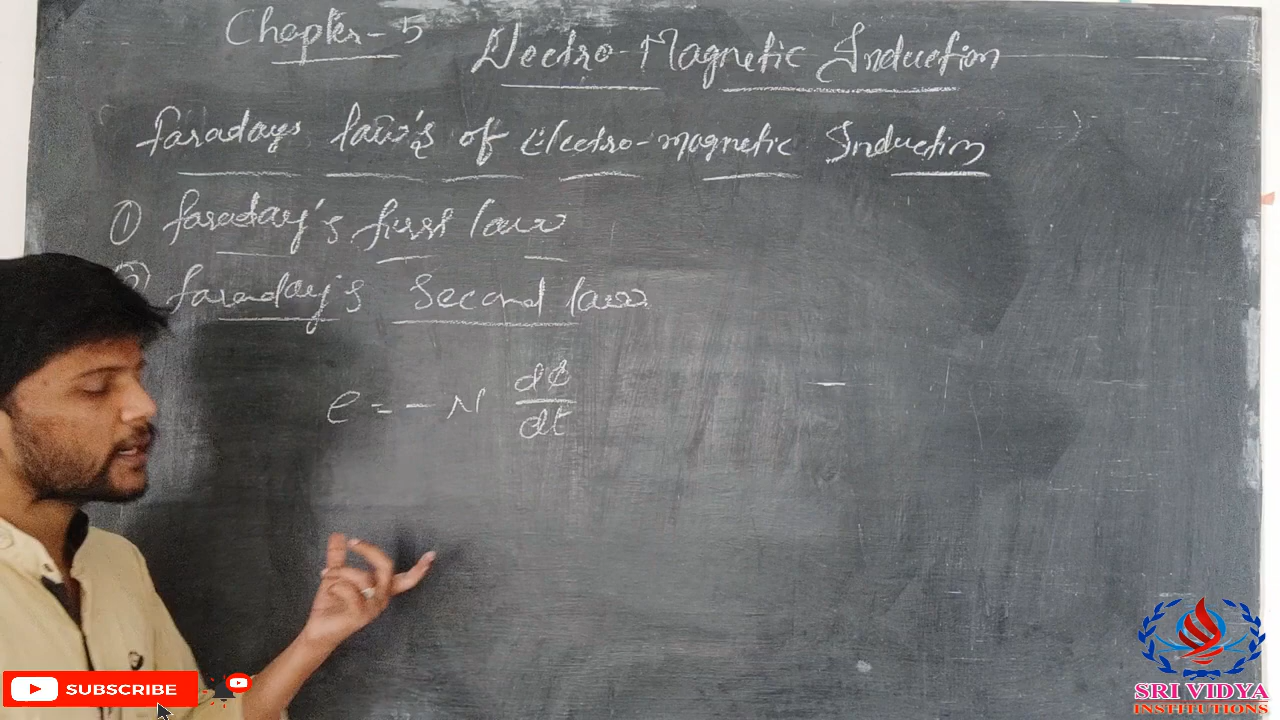 Chapter-5 Electro-Magnetic Induction
Faradays law's of Electro-magnetic Induction
① Faraday's first law
② Faraday's Second law
e = - N dφ/dt
SUBSCRIBE
SRI VIDYA
INSTITUTIONS